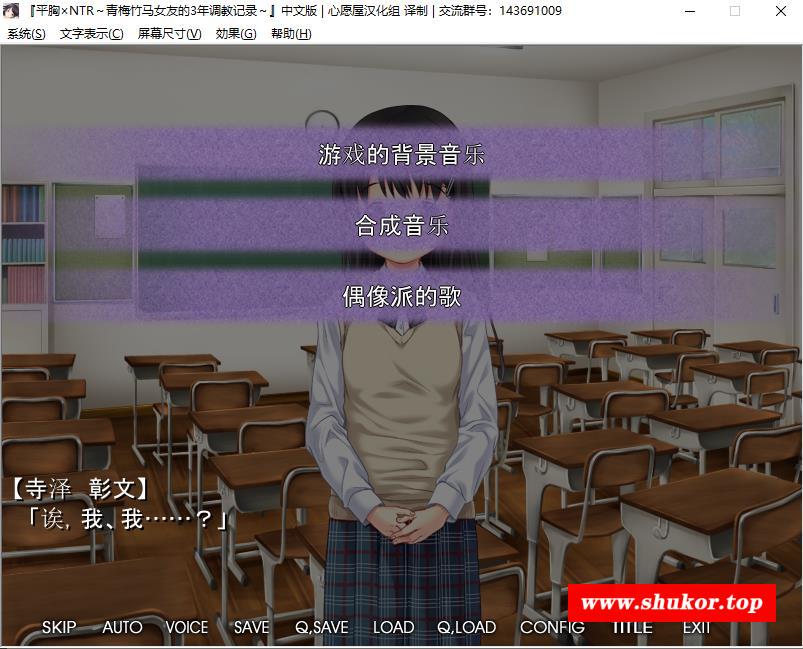 『平胸×NTR～青梅竹马女友的3年调教记录～』中文版 | 心愿屋汉化组 译制 | 交流群号：143691009
系统(S) 文字表示(C) 屏幕尺寸(V) 效果(G) 帮助(H)
游戏的背景音乐
合成音乐
偶像派的歌
【寺泽　彰文】
「诶, 我、我……？」
www.shukor.top
SKIP AUTO VOICE SAVE Q,SAVE LOAD Q,LOAD CONFIG TITLE EXIT